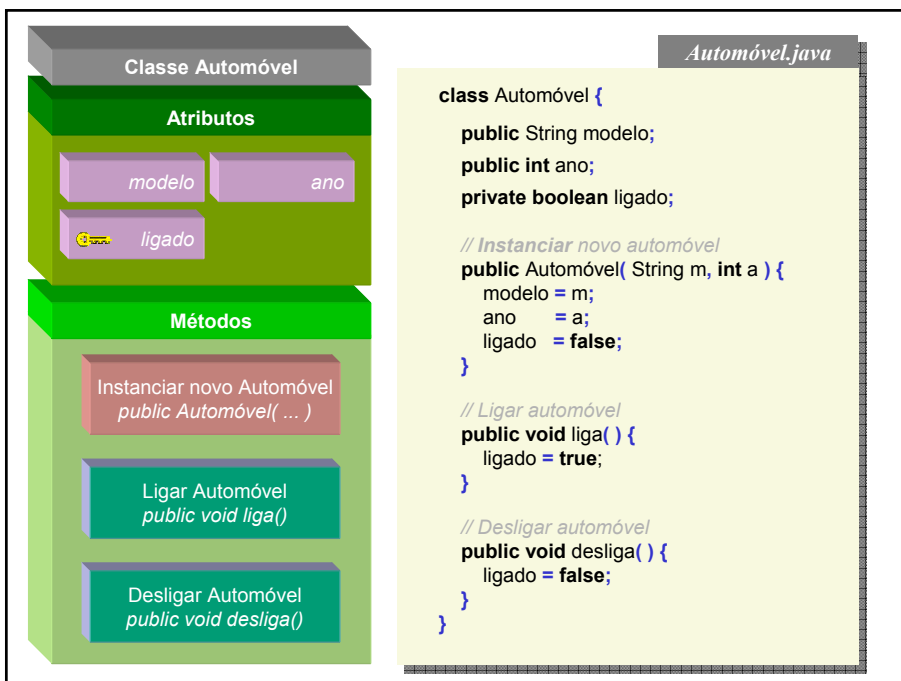 Classe Automóvel
Atributos
modelo
ano
ligado
Métodos
Instanciar novo Automóvel
public Automóvel( ... )
Ligar Automóvel
public void liga()
Desligar Automóvel
public void desliga()
Automóvel.java
class Automóvel {
public String modelo;
public int ano;
private boolean ligado;
// Instanciar novo automóvel
public Automóvel( String m, int a ) {
modelo = m;
ano = a;
ligado = false;
}
// Ligar automóvel
public void liga( ) {
ligado = true;
}
// Desligar automóvel
public void desliga( ) {
ligado = false;
}
}